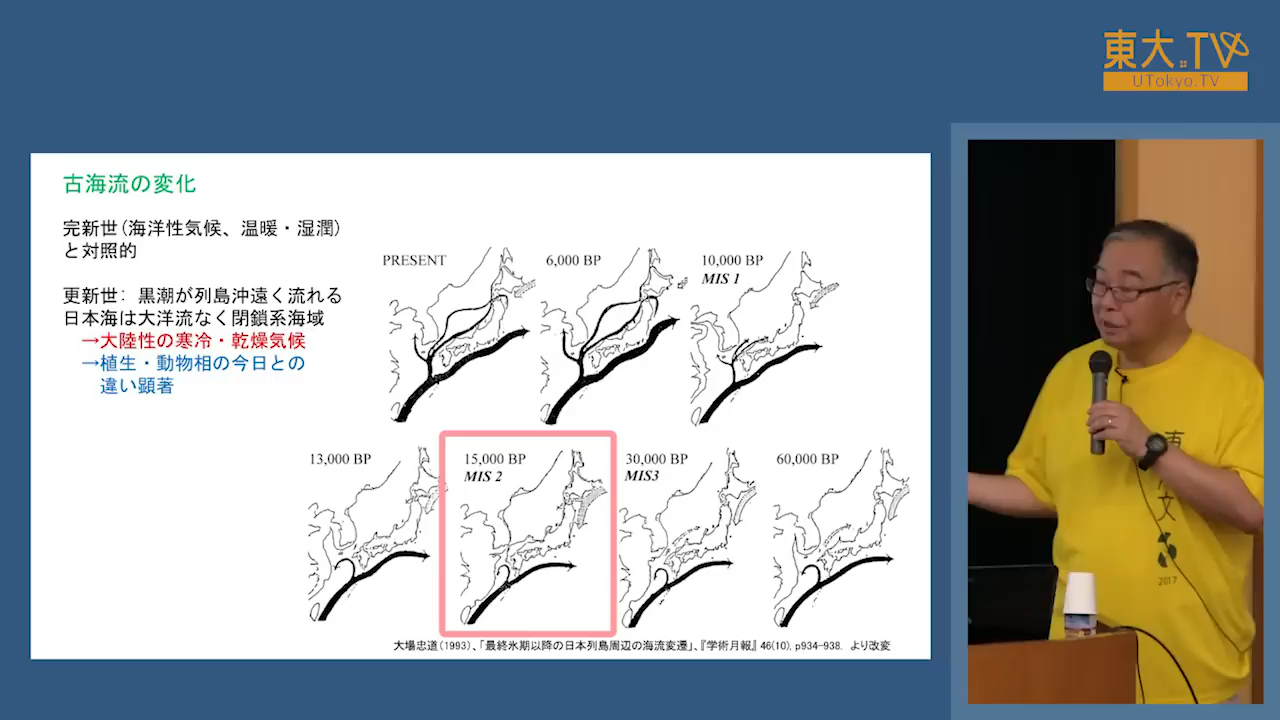 東大.TV
UTokyo.TV
古海流の変化
完新世(海洋性気候、温暖・湿潤)
と対照的
更新世: 黒潮が列島沖遠く流れる
日本海は大洋流なく閉鎖系海域
→大陸性の寒冷・乾燥気候
→植生・動物相の今日との
違い顕著
PRESENT
6,000 BP
10,000 BP
MIS 1
13,000 BP
15,000 BP
MIS 2
30,000 BP
MIS3
60,000 BP
大場忠道(1993)、「最終氷期以降の日本列島周辺の海流変遷」、『学術月報』 46(10), p934-938. より改変
文
2017